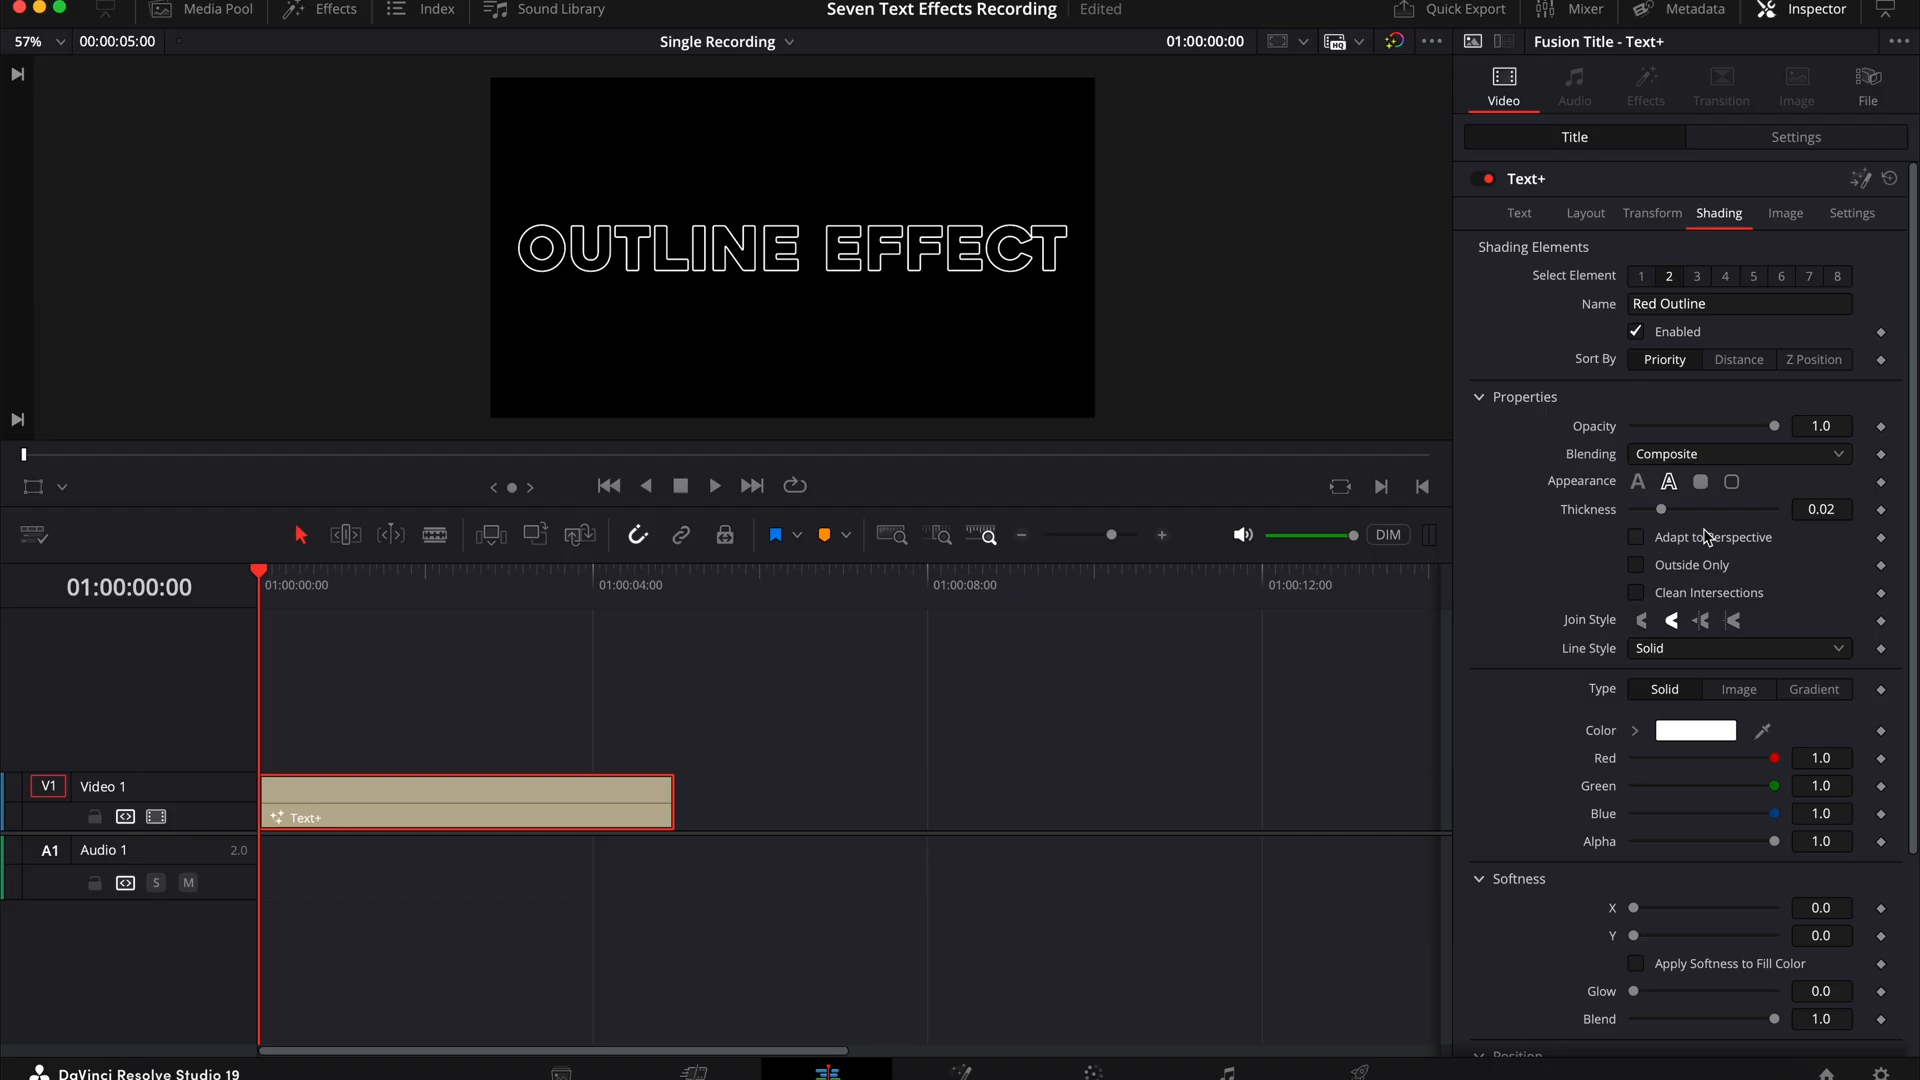 Media Pool Effects Index Sound Library Seven Text Effects Recording Edited Quick Export Mixer Metadata Inspector
57% 00:00:05:00 Single Recording 01:00:00:00 HQ Fusion Title - Text+
Video Audio Effects Transition Image File
Title Settings
Text+
Text Layout Transform Shading Image Settings
OUTLINE EFFECT
Shading Elements
Select Element 1 2 3 4 5 6 7 8
Name Red Outline
Enabled
Sort By Priority Distance Z Position
Properties
Opacity 1.0
Blending Composite
Appearance A A
Thickness 0.02
Adapt to Perspective
Outside Only
Clean Intersections
Join Style
Line Style Solid
Type Solid Image Gradient
Color
Red 1.0
Green 1.0
Blue 1.0
Alpha 1.0
Softness
X 0.0
Y 0.0
Apply Softness to Fill Color
Glow 0.0
Blend 1.0
Position
DIM
01:00:00:00 01:00:00:00 01:00:04:00 01:00:08:00 01:00:12:00
V1 Video 1
Text+
A1 Audio 1 2.0
S M
DaVinci Resolve Studio 19